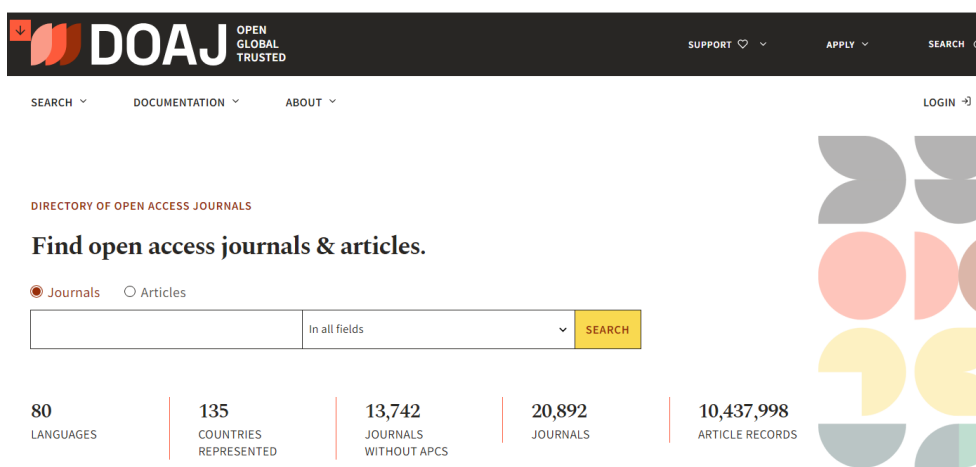 DOAJ
OPEN
GLOBAL
TRUSTED
SUPPORT
APPLY
SEARCH
SEARCH
DOCUMENTATION
ABOUT
LOGIN
DIRECTORY OF OPEN ACCESS JOURNALS
Find open access journals & articles.
Journals Articles
In all fields
SEARCH
80
LANGUAGES
135
COUNTRIES
REPRESENTED
13,742
JOURNALS
WITHOUT APCS
20,892
JOURNALS
10,437,998
ARTICLE RECORDS